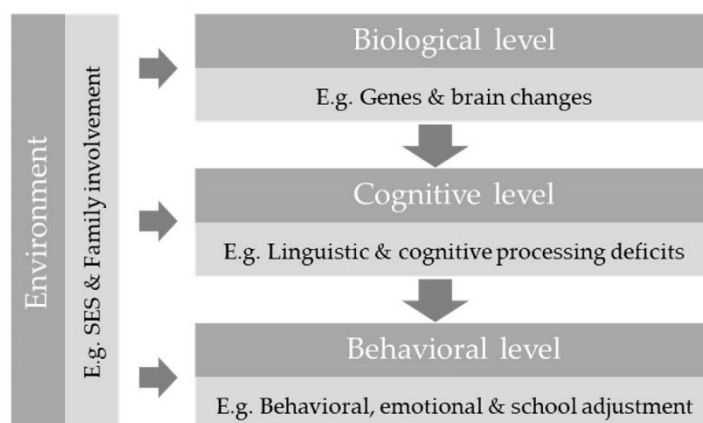 Environment
E.g. SES & Family involvement
Biological level
E.g. Genes & brain changes
Cognitive level
E.g. Linguistic & cognitive processing deficits
Behavioral level
E.g. Behavioral, emotional & school adjustment